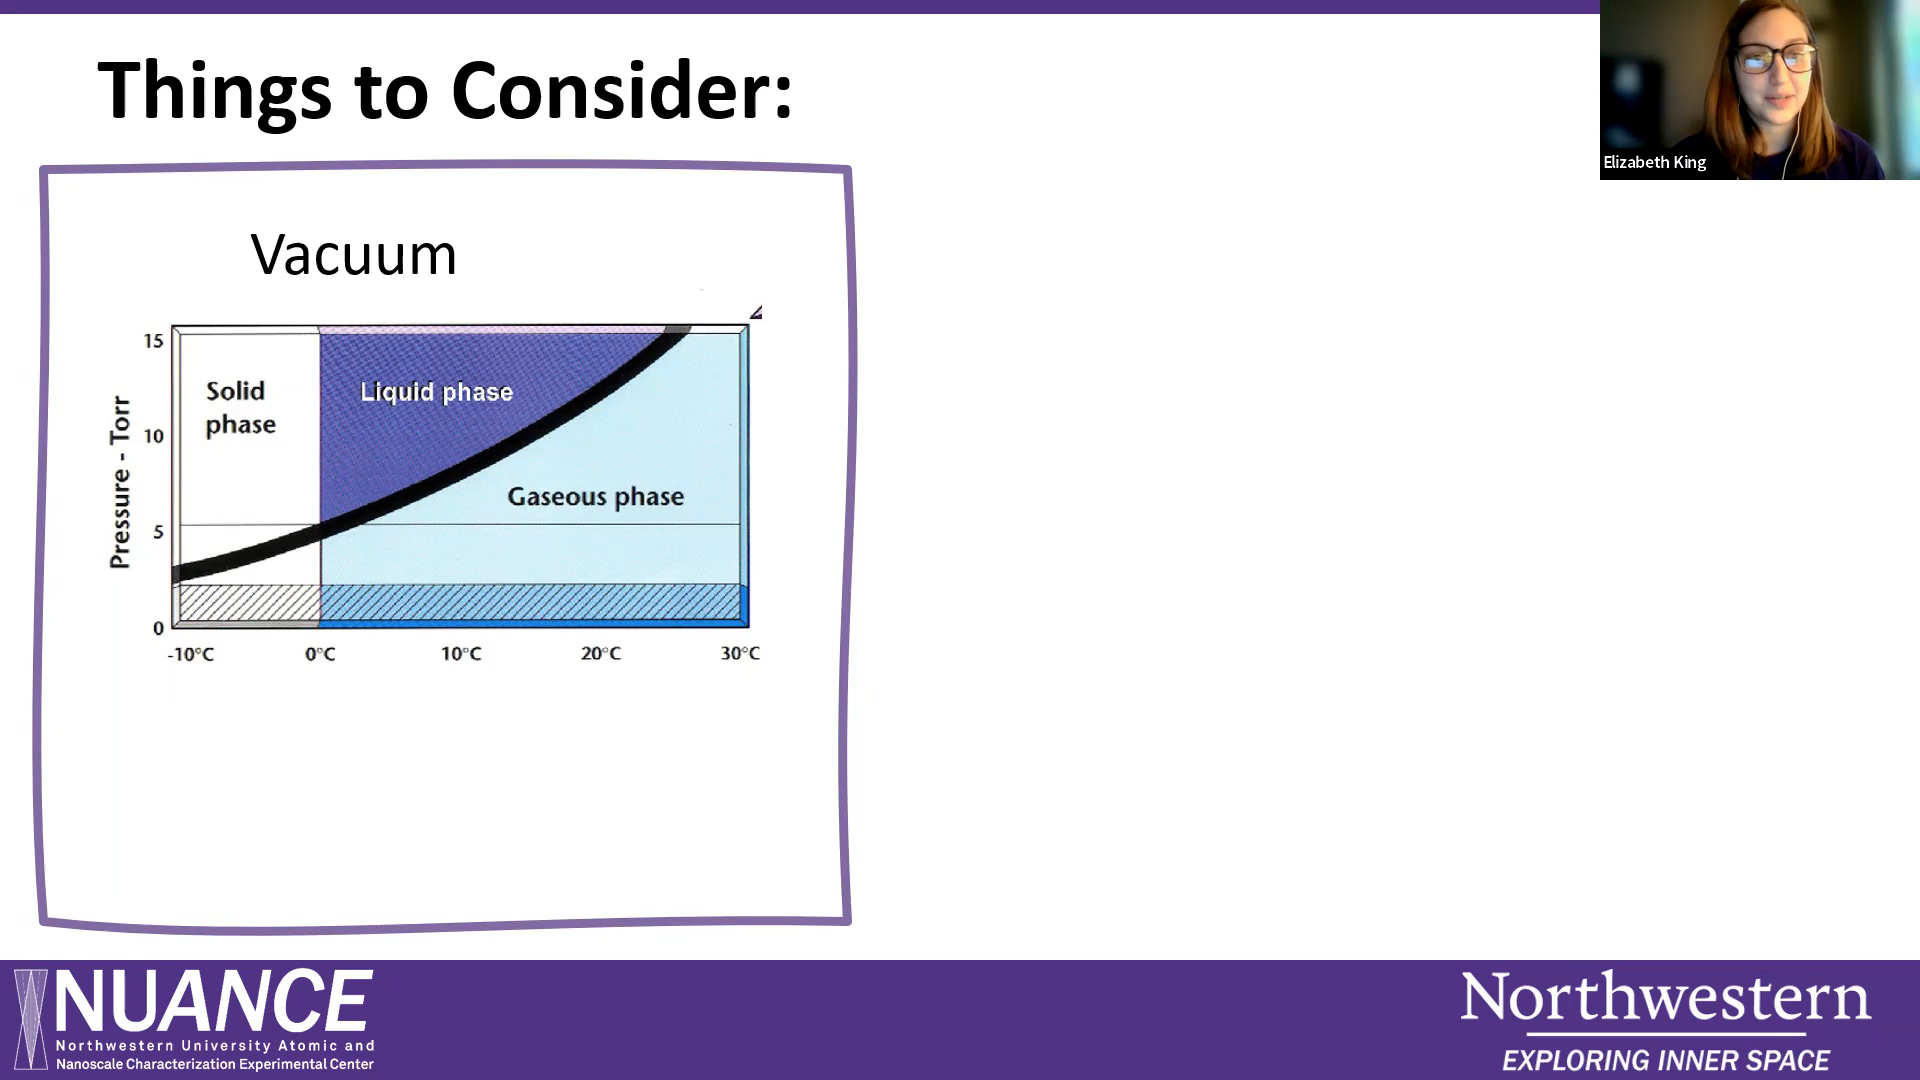 Things to Consider:
Elizabeth King
Vacuum
15
10
5
0
Pressure - Torr
Solid
phase
Liquid phase
Gaseous phase
-10°C
0°C
10°C
20°C
30°C
NUANCE
Northwestern University Atomic and
Nanoscale Characterization Experimental Center
Northwestern
EXPLORING INNER SPACE